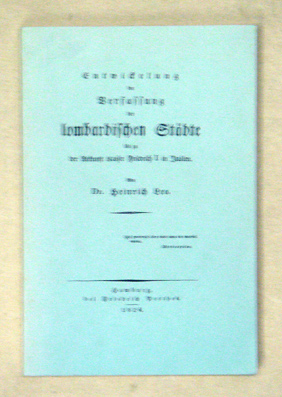 Entwickelung
der
Verfassung
der
lombardischen Städte
bis zu
der Ankunft Kaiser Friedrich I. in Italien.
Von
Dr. Heinrich Leo.
Hamburg,
bei Friedrich Perthes.
1824.